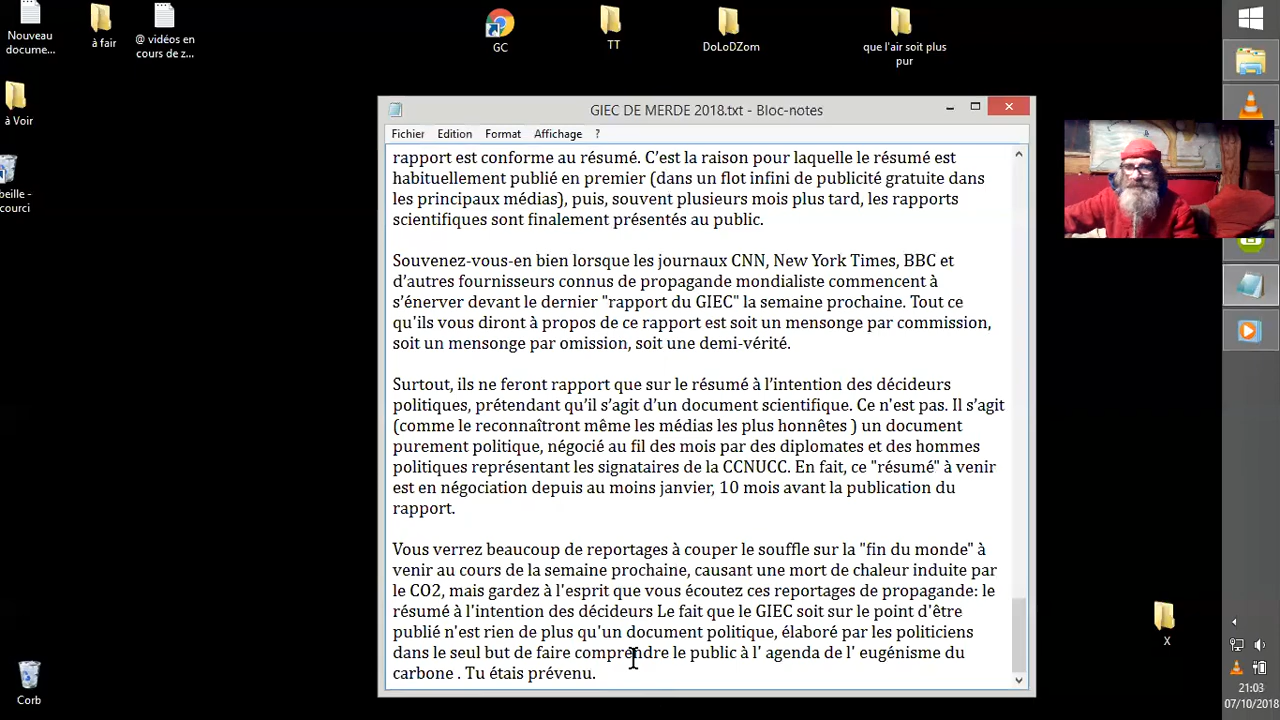 Nouveau
docume...
à fair
@ vidéos en
cours de z...
GC
TT
DoLoDZom
que l'air soit plus
pur
à Voir
beille -
courci
GIEC DE MERDE 2018.txt - Bloc-notes
Fichier Edition Format Affichage ?
rapport est conforme au résumé. C'est la raison pour laquelle le résumé est
habituellement publié en premier (dans un flot infini de publicité gratuite dans
les principaux médias), puis, souvent plusieurs mois plus tard, les rapports
scientifiques sont finalement présentés au public.
Souvenez-vous-en bien lorsque les journaux CNN, New York Times, BBC et
d'autres fournisseurs connus de propagande mondialiste commencent à
s'énerver devant le dernier "rapport du GIEC" la semaine prochaine. Tout ce
qu'ils vous diront à propos de ce rapport est soit un mensonge par commission,
soit un mensonge par omission, soit une demi-vérité.
Surtout, ils ne feront rapport que sur le résumé à l'intention des décideurs
politiques, prétendant qu'il s'agit d'un document scientifique. Ce n'est pas. Il s'agit
(comme le reconnaîtront même les médias les plus honnêtes ) un document
purement politique, négocié au fil des mois par des diplomates et des hommes
politiques représentant les signataires de la CCNUCC. En fait, ce "résumé" à venir
est en négociation depuis au moins janvier, 10 mois avant la publication du
rapport.
Vous verrez beaucoup de reportages à couper le souffle sur la "fin du monde" à
venir au cours de la semaine prochaine, causant une mort de chaleur induite par
le CO2, mais gardez à l'esprit que vous écoutez ces reportages de propagande: le
résumé à l'intention des décideurs Le fait que le GIEC soit sur le point d'être
publié n'est rien de plus qu'un document politique, élaboré par les politiciens
dans le seul but de faire comprendre le public à l' agenda de l' eugénisme du
carbone . Tu étais prévenu.
X
Corb
21:03
07/10/2018